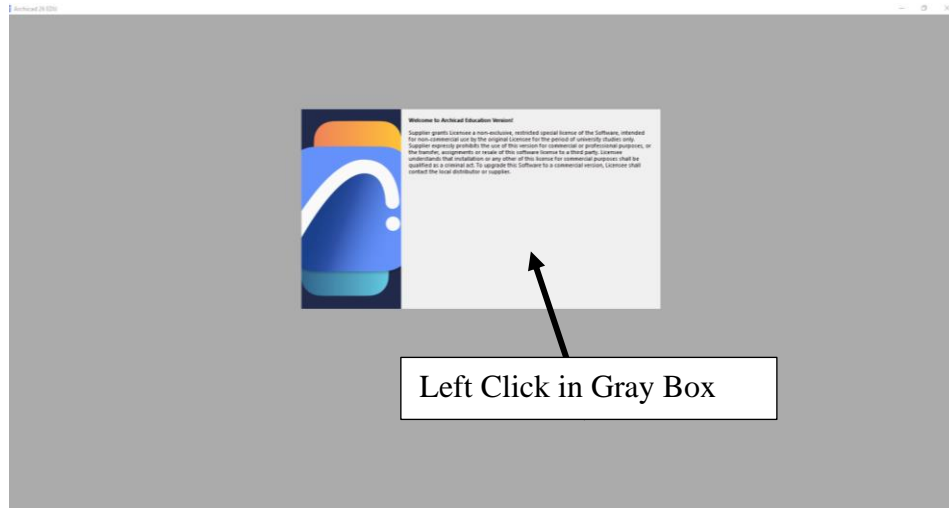 Welcome to Archicad Education Version!
Supplier grants Licensee a non-exclusive, restricted special license of the Software, intended
for non-commercial use by the original Licensee for the period of university studies only.
Supplier expressly prohibits the use of this version for commercial or professional purposes, or
the transfer, assignments or resale of this software license to a third party. Licensee
understands that installation or any other of this license for commercial purposes shall be
qualified as a criminal act. To upgrade this Software to a commercial version, Licensee shall
contact the local distributor or supplier.
Left Click in Gray Box